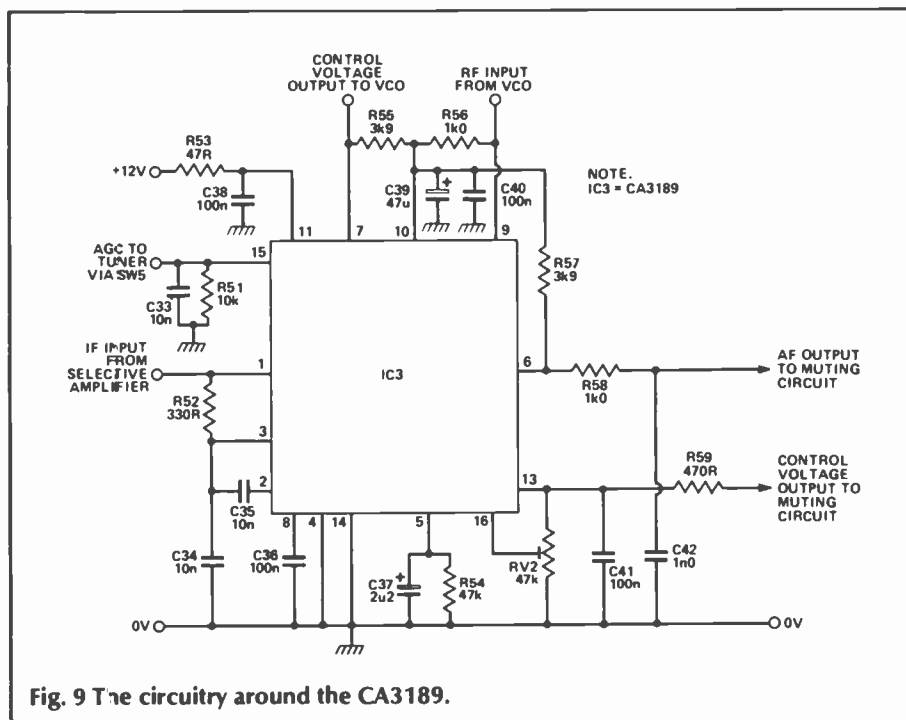 CONTROL
VOLTAGE
OUTPUT TO VCO
RF INPUT
FROM VCO
R55
3k9
R56
1k0
R53
47R
+12V
C38
100n
C39
47u
+
C40
100n
NOTE.
IC3 = CA3189
11
7
10
9
AGC TO
TUNER
VIA SW5
15
R51
10k
C33
10n
R57
3k9
IF INPUT
FROM
SELECTIVE
AMPLIFIER
1
IC3
6
R58
1k0
AF OUTPUT
TO MUTING
CIRCUIT
R52
330R
3
2
C35
10n
13
R59
470R
CONTROL
VOLTAGE
OUTPUT TO
MUTING
CIRCUIT
8
4
14
5
16
C34
10n
C36
100n
C37
2u2
+
R54
47k
RV2
47k
C41
100n
C42
1n0
0V
0V
Fig. 9 The circuitry around the CA3189.